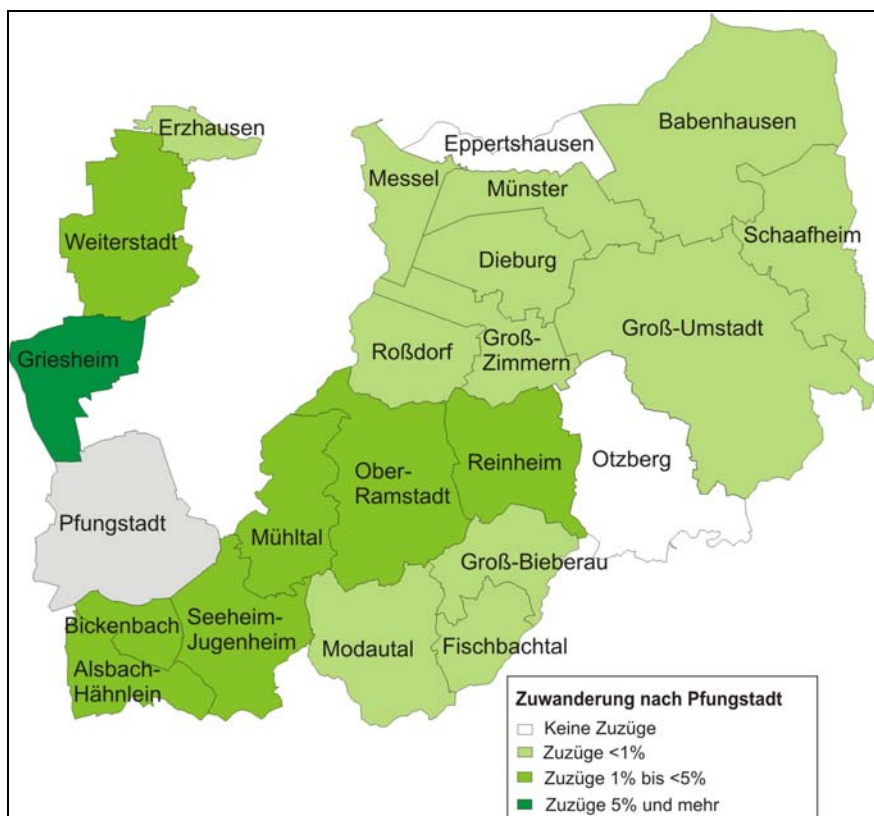 Babenhausen
Erzhausen
Eppertshausen
Messel
Münster
Schaafheim
Weiterstadt
Dieburg
Groß-Umstadt
Griesheim
Roßdorf
Groß-
Zimmern
Ober-
Ramstadt
Reinheim
Otzberg
Pfungstadt
Mühltal
Groß-Bieberau
Bickenbach
Seeheim-
Jugenheim
Modautal
Fischbachtal
Alsbach-
Hähnlein
Zuwanderung nach Pfungstadt
Keine Zuzüge
Zuzüge <1%
Zuzüge 1% bis <5%
Zuzüge 5% und mehr